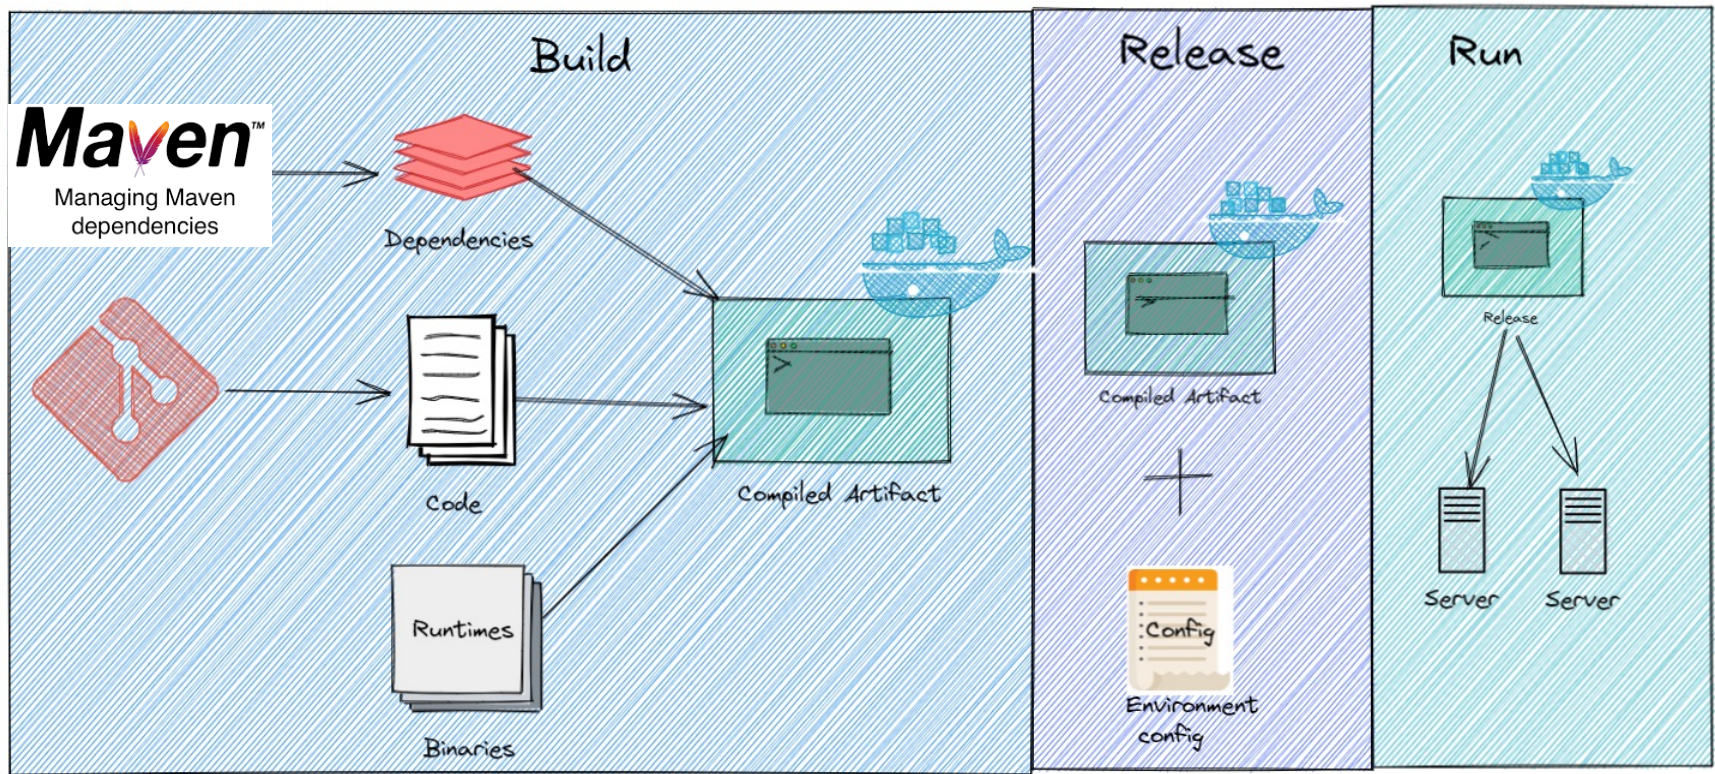 Build
Release
Run
Maven™
Managing Maven
dependencies
Dependencies
Code
Runtimes
Binaries
Compiled Artifact
Compiled Artifact
Config
Environment
config
Release
Server
Server